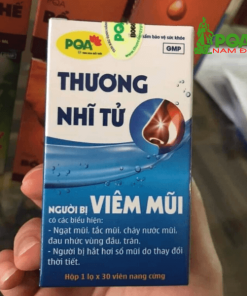 PQA
GMP
THƯƠNG
NHĨ TỬ
NGƯỜI BỊ VIÊM MŨI
có các biểu hiện:
- Ngạt mũi, tắc mũi, chảy nước mũi,
đau nhức vùng đầu, trán.
- Người bị hắt hơi sổ mũi do thay đổi
thời tiết.
Hộp 1 lọ x 30 viên nang cứng
PQA
NAM